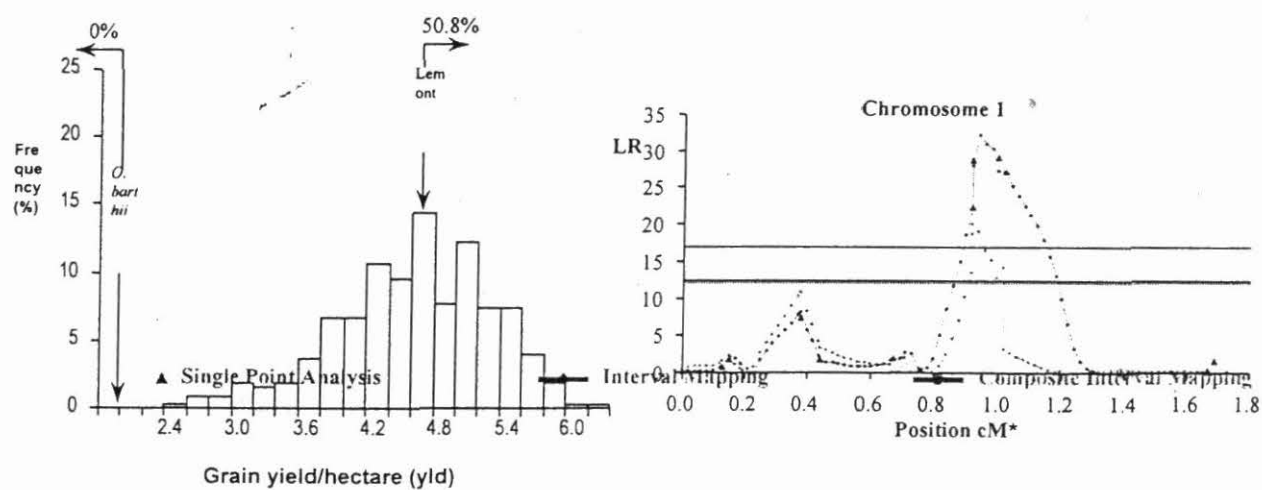 0%
50.8%
25
20
15
10
5
0
Fre
que
ncy
(%)
O.
bart
hii
Lem
ont
2.4 3.0 3.6 4.2 4.8 5.4 6.0
Grain yield/hectare (yld)
Chromosome 1
LR
35
30
25
20
15
10
5
0
0.0 0.2 0.4 0.6 0.8 1.0 1.2 1.4 1.6 1.8
Position cM*
▲ Single Point Analysis Interval Mapping Composite Interval Mapping